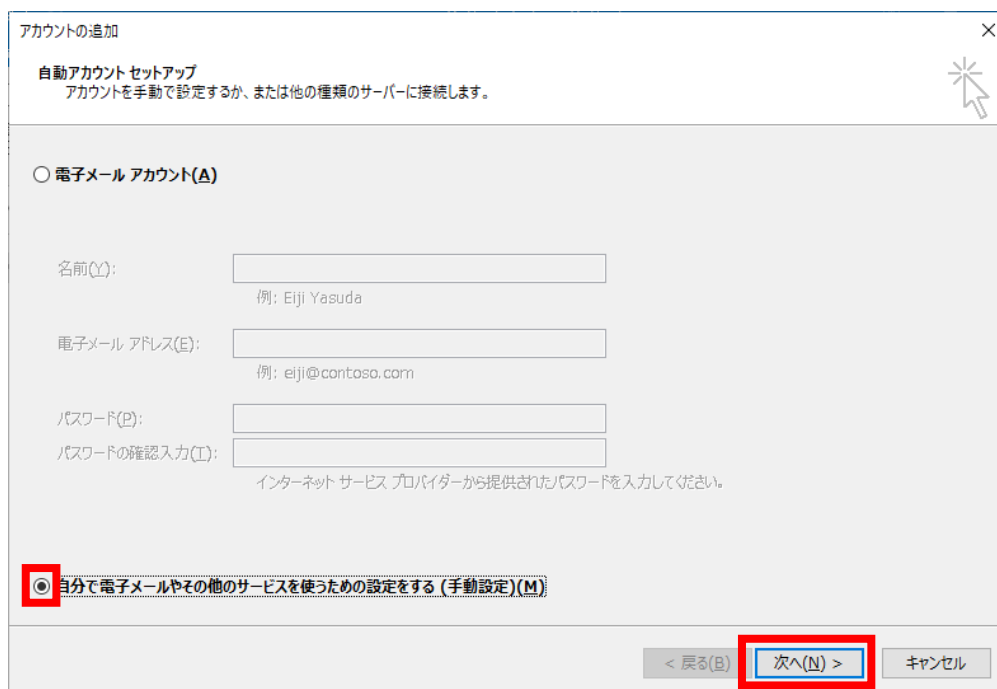 アカウントの追加
自動アカウント セットアップ
アカウントを手動で設定するか、または他の種類のサーバーに接続します。
電子メール アカウント(A)
名前(Y):
例: Eiji Yasuda
電子メール アドレス(E):
例: eiji@contoso.com
パスワード(P):
パスワードの確認入力(T):
インターネット サービス プロバイダーから提供されたパスワードを入力してください。
自分で電子メールやその他のサービスを使うための設定をする (手動設定)(M)
< 戻る(B) 次へ(N) > キャンセル